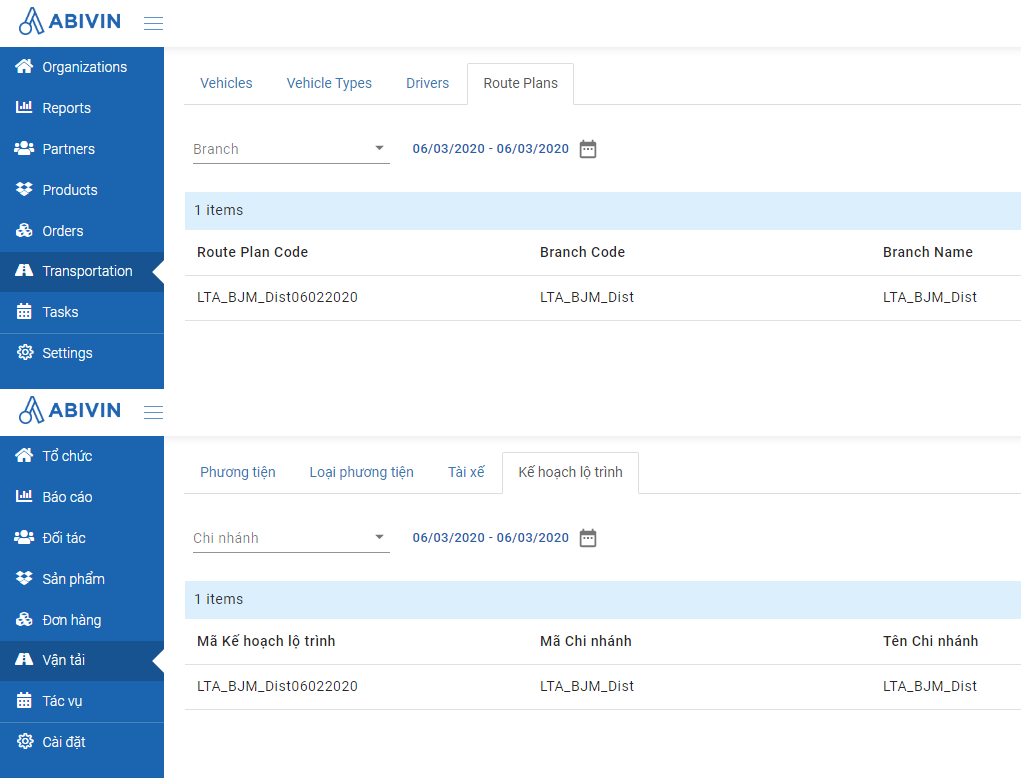 ABIVIN
Organizations
Reports
Partners
Products
Orders
Transportation
Tasks
Settings
Vehicles Vehicle Types Drivers Route Plans
Branch 06/03/2020 - 06/03/2020
1 items
Route Plan Code Branch Code Branch Name
LTA_BJM_Dist06022020 LTA_BJM_Dist LTA_BJM_Dist
ABIVIN
Tổ chức
Báo cáo
Đối tác
Sản phẩm
Đơn hàng
Vận tải
Tác vụ
Cài đặt
Phương tiện Loại phương tiện Tài xế Kế hoạch lộ trình
Chi nhánh 06/03/2020 - 06/03/2020
1 items
Mã Kế hoạch lộ trình Mã Chi nhánh Tên Chi nhánh
LTA_BJM_Dist06022020 LTA_BJM_Dist LTA_BJM_Dist